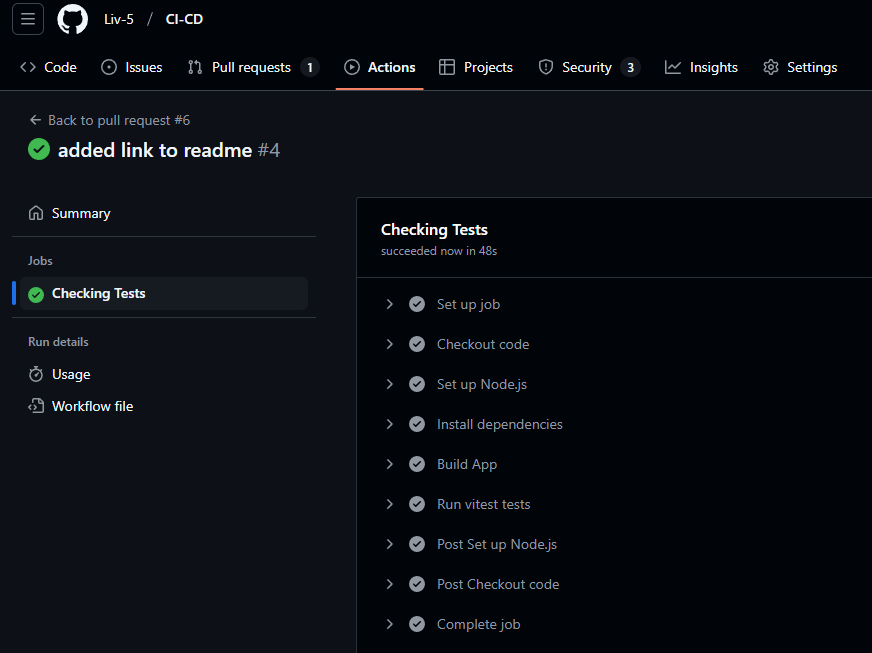 Liv-5 / CI-CD
Code Issues Pull requests 1 Actions Projects Security 3 Insights Settings
Back to pull request #6
added link to readme #4
Summary
Jobs
Checking Tests
Run details
Usage
Workflow file
Checking Tests
succeeded now in 48s
Set up job
Checkout code
Set up Node.js
Install dependencies
Build App
Run vitest tests
Post Set up Node.js
Post Checkout code
Complete job